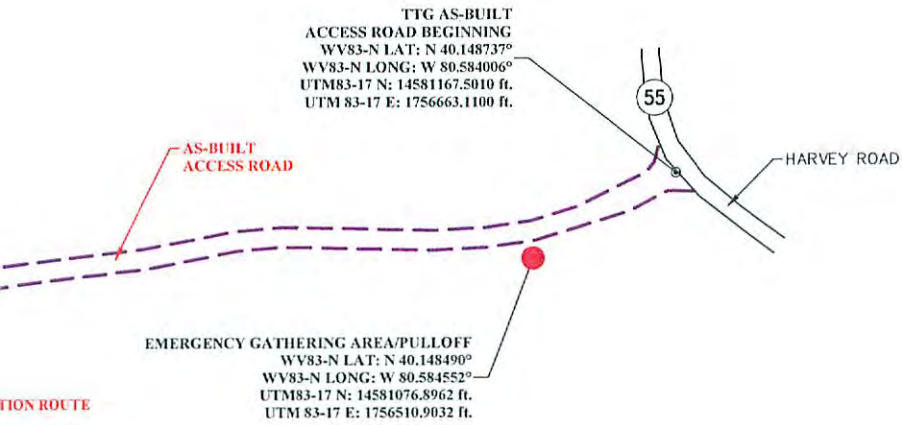 TTG AS-BUILT
ACCESS ROAD BEGINNING
WV83-N LAT: N 40.148737°
WV83-N LONG: W 80.584006°
UTM83-17 N: 14581167.5010 ft.
UTM 83-17 E: 1756663.1100 ft.
55
AS-BUILT
ACCESS ROAD
HARVEY ROAD
EMERGENCY GATHERING AREA/PULLOFF
WV83-N LAT: N 40.148490°
WV83-N LONG: W 80.584552°
UTM83-17 N: 14581076.8962 ft.
UTM 83-17 E: 1756510.9032 ft.
TION ROUTE